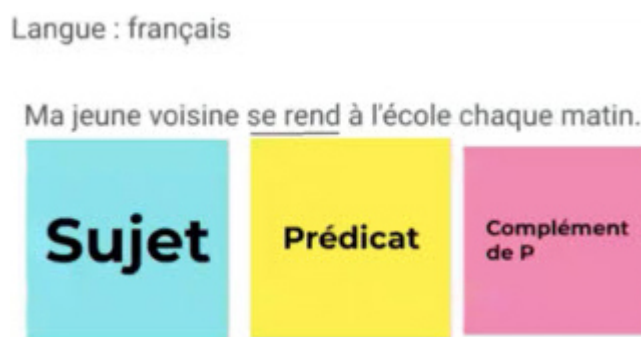 Langue : français
Ma jeune voisine se rend à l'école chaque matin.
Sujet
Prédicat
Complément
de P